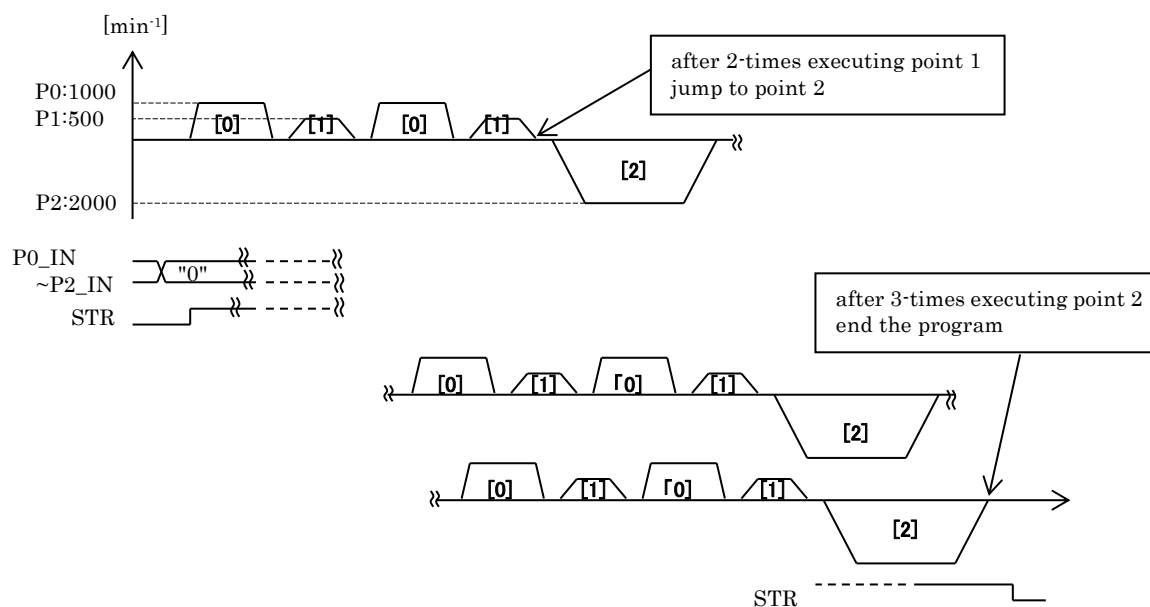 [min-1]
after 2-times executing point 1
jump to point 2
P0:1000
P1:500
[0] [1] [0] [1]
[2]
P2:2000
P0_IN
"0"
~P2_IN
STR
after 3-times executing point 2
end the program
[0] [1] [0] [1]
[2]
[0] [1] [0] [1]
[2]
STR